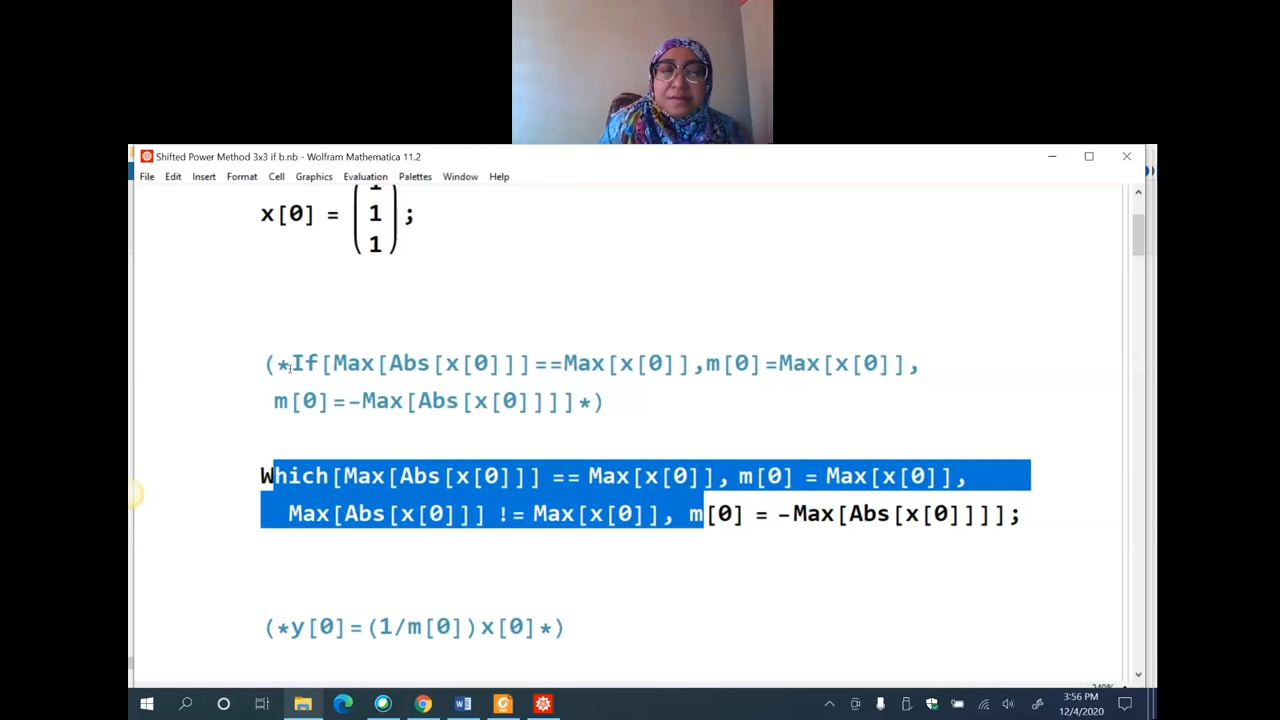 Shifted Power Method 3x3 if b.nb - Wolfram Mathematica 11.2
File Edit Insert Format Cell Graphics Evaluation Palettes Window Help
1
x[0] = 1 ;
1
(*If[Max[Abs[x[0]]]==Max[x[0]],m[0]=Max[x[0]],
m[0]=-Max[Abs[x[0]]]]*)
Which[Max[Abs[x[0]]] == Max[x[0]], m[0] = Max[x[0]],
Max[Abs[x[0]]] != Max[x[0]], m[0] = -Max[Abs[x[0]]]];
(*y[0]=(1/m[0])x[0]*)
240%
3:56 PM
12/4/2020